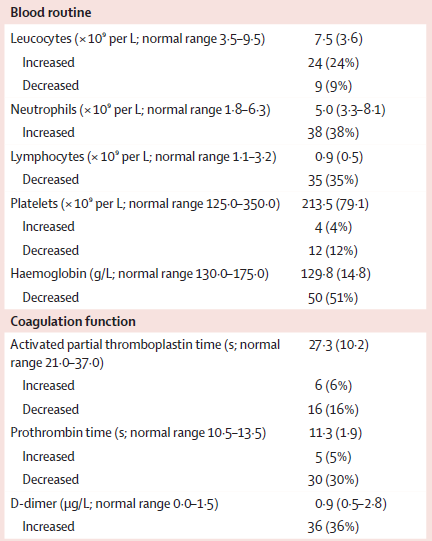 Blood routine
Leucocytes (× 10⁹ per L; normal range 3·5–9·5) 7·5 (3·6)
Increased 24 (24%)
Decreased 9 (9%)
Neutrophils (× 10⁹ per L; normal range 1·8–6·3) 5·0 (3·3–8·1)
Increased 38 (38%)
Lymphocytes (× 10⁹ per L; normal range 1·1–3·2) 0·9 (0·5)
Decreased 35 (35%)
Platelets (× 10⁹ per L; normal range 125·0–350·0) 213·5 (79·1)
Increased 4 (4%)
Decreased 12 (12%)
Haemoglobin (g/L; normal range 130·0–175·0) 129·8 (14·8)
Decreased 50 (51%)
Coagulation function
Activated partial thromboplastin time (s; normal 27·3 (10·2)
range 21·0–37·0)
Increased 6 (6%)
Decreased 16 (16%)
Prothrombin time (s; normal range 10·5–13·5) 11·3 (1·9)
Increased 5 (5%)
Decreased 30 (30%)
D-dimer (µg/L; normal range 0·0–1·5) 0·9 (0·5–2·8)
Increased 36 (36%)